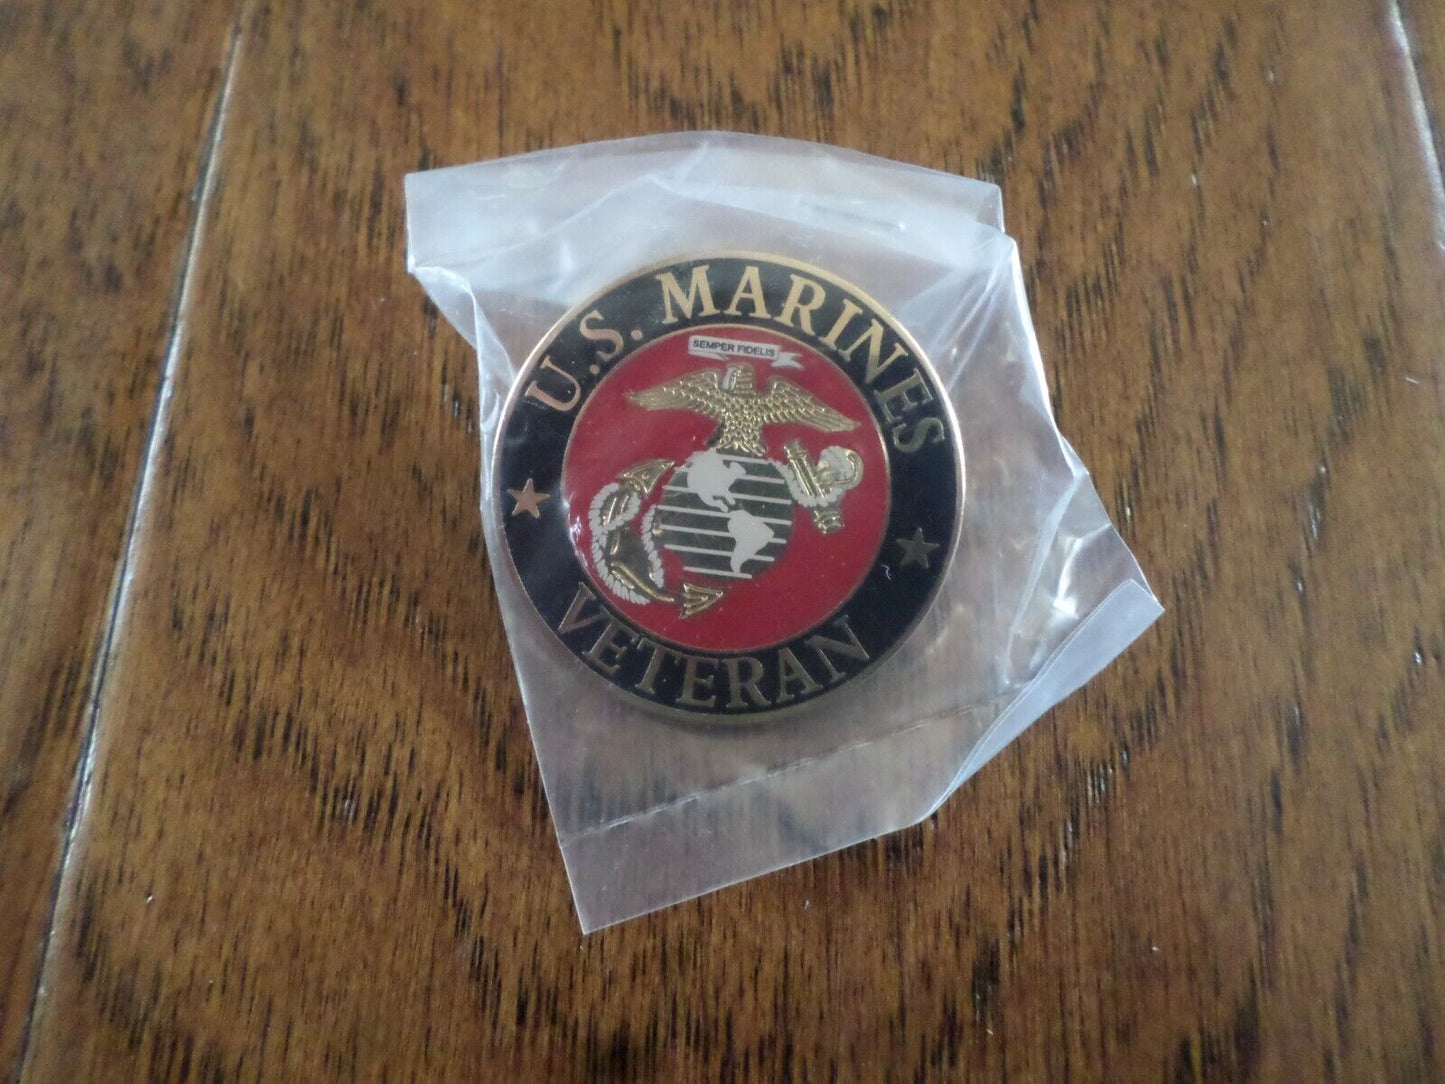 U.S. MARINES
SEMPER FIDELIS
VETERAN